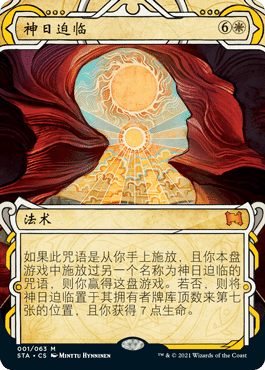 神日迫临 6
法术
如果此咒语是从你手上施放，且你本盘
游戏中施放过另一个名称为神日迫临的
咒语，则你赢得这盘游戏。若否，则将
神日迫临置于其拥有者牌库顶数来第七
张的位置，且你获得 7 点生命。
001/063 M
STA • CS MINTTU HYNNINEN
™ & © 2021 Wizards of the Coast